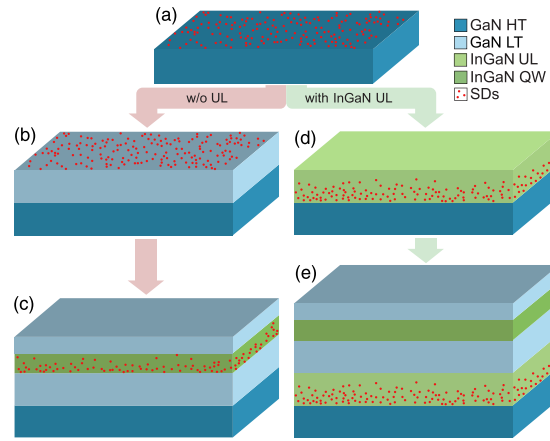 (a)
GaN HT
GaN LT
InGaN UL
InGaN QW
SDs
w/o UL
with InGaN UL
(b)
(d)
(c)
(e)